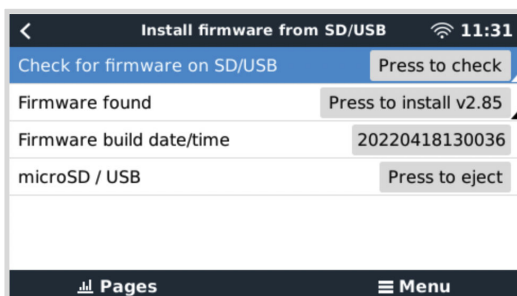 Install firmware from SD/USB 11:31
Check for firmware on SD/USB Press to check
Firmware found Press to install v2.85
Firmware build date/time 20220418130036
microSD / USB Press to eject
Pages Menu